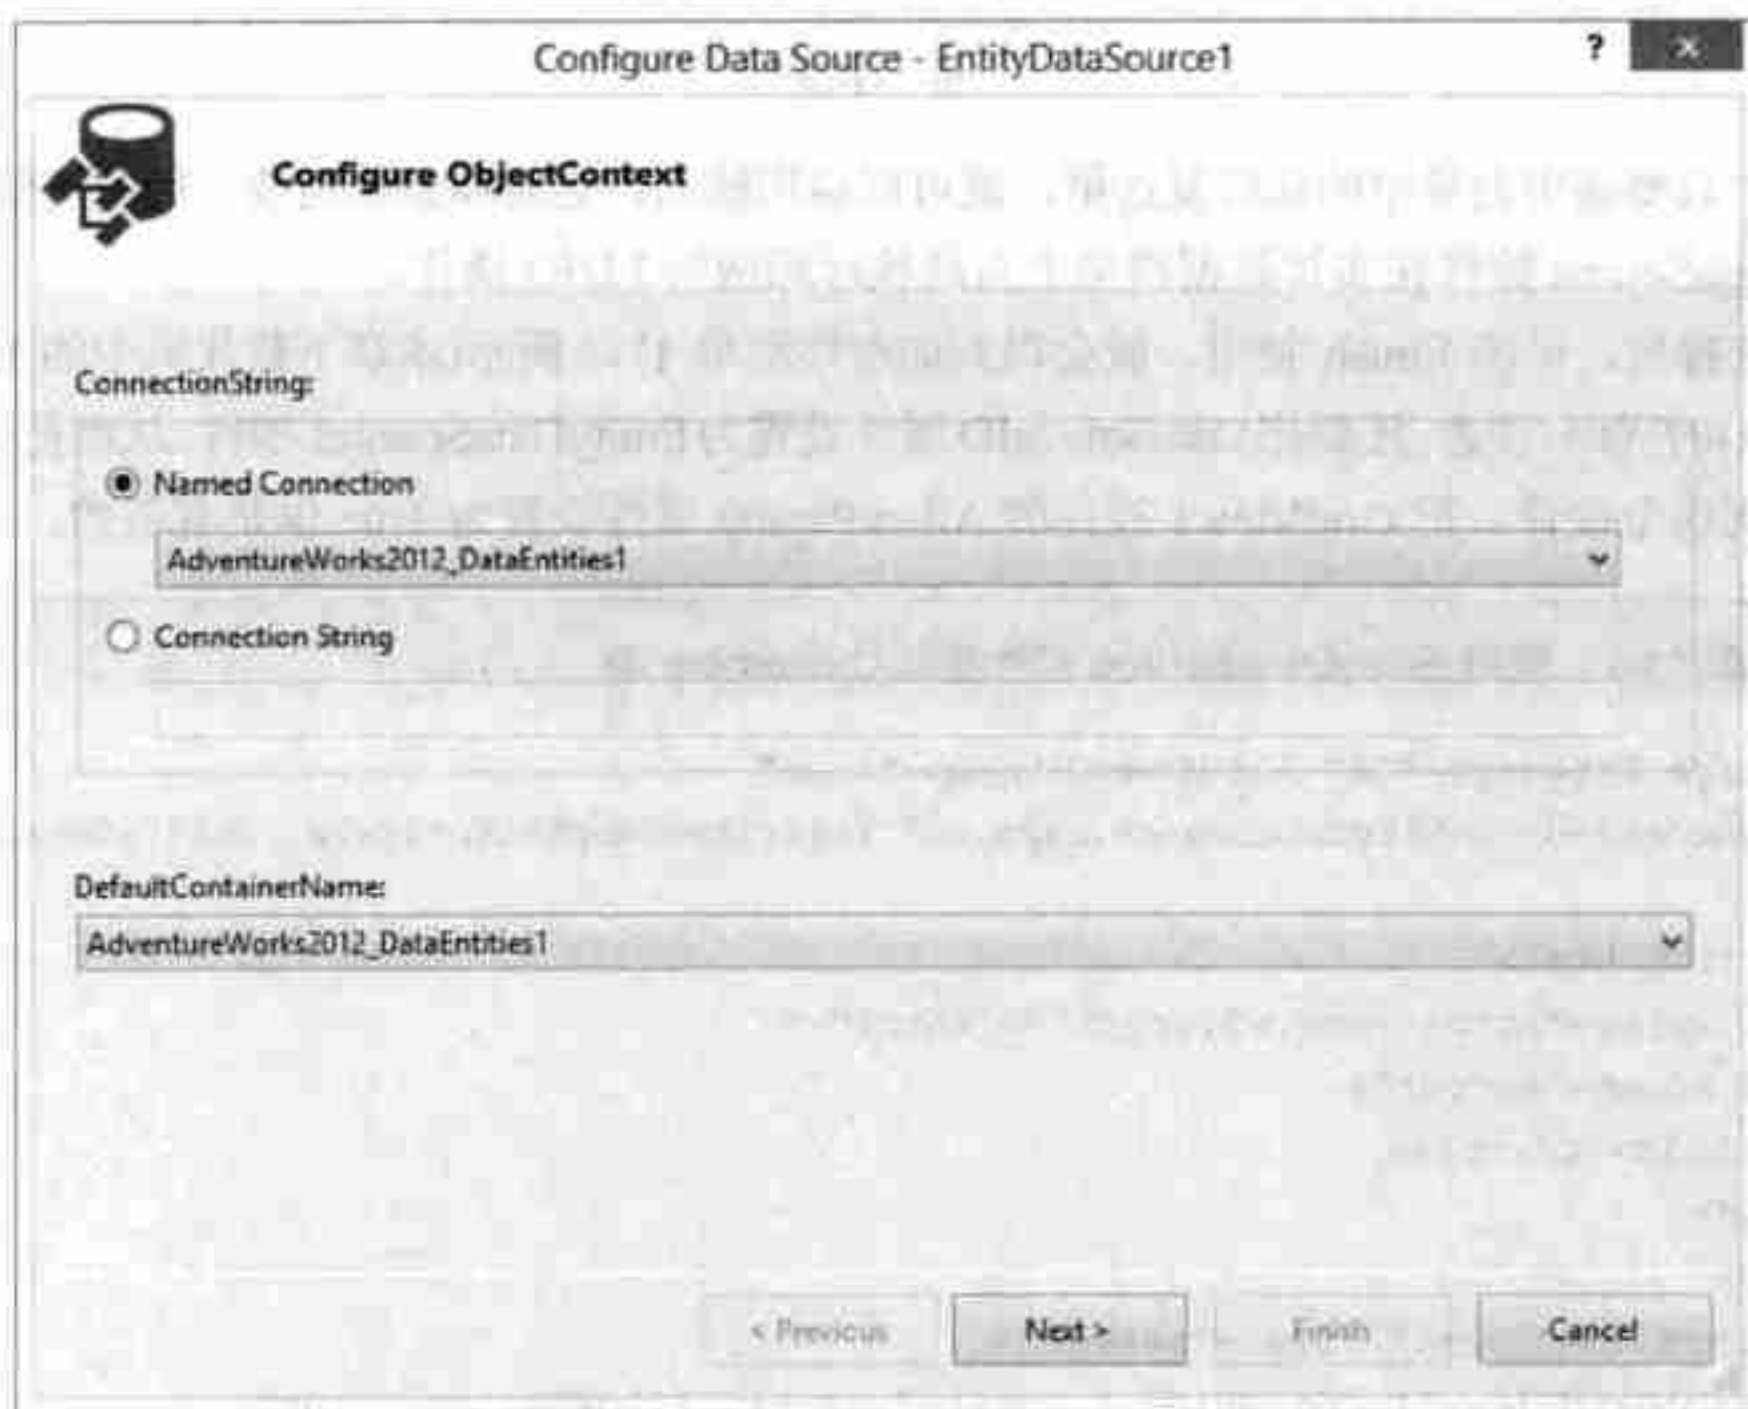 Configure Data Source - EntityDataSource1
?
Configure ObjectContext
ConnectionString:
Named Connection
AdventureWorks2012_DataEntities1
Connection String
DefaultContainerName:
AdventureWorks2012_DataEntities1
< Previous Next > Finish Cancel